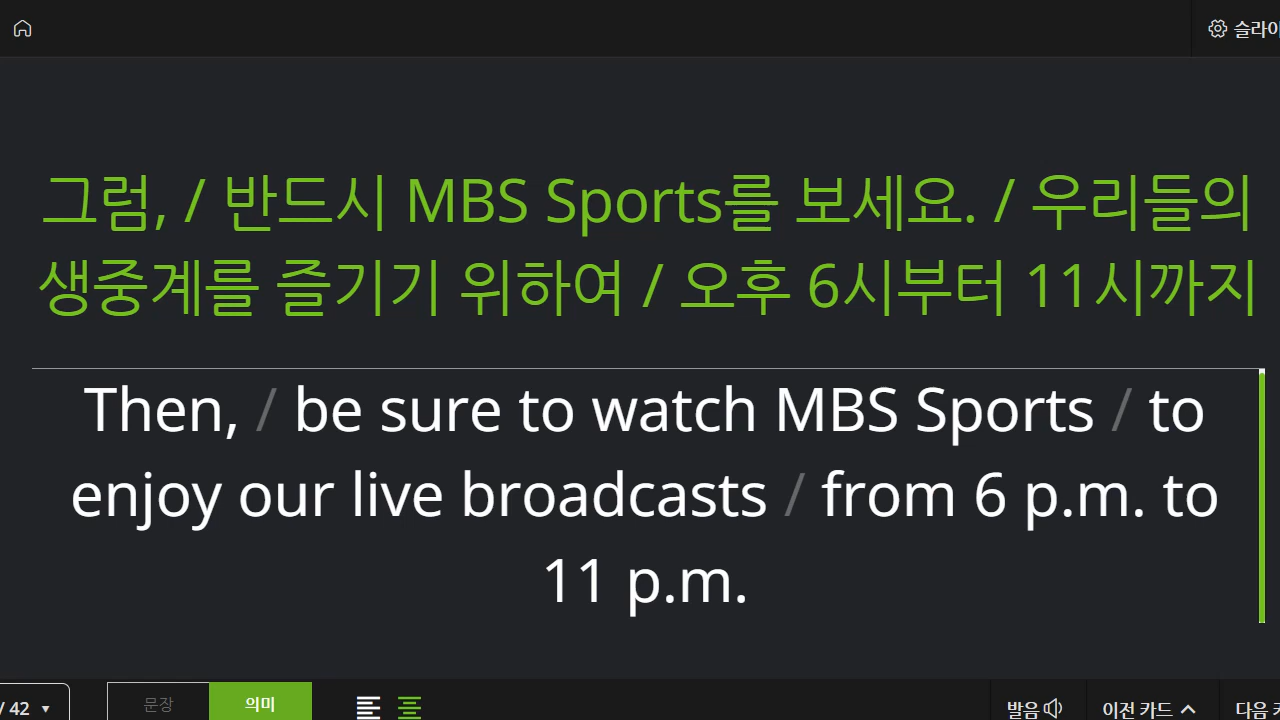 슬라이
그럼, / 반드시 MBS Sports를 보세요. / 우리들의
생중계를 즐기기 위하여 / 오후 6시부터 11시까지
Then, / be sure to watch MBS Sports / to
enjoy our live broadcasts / from 6 p.m. to
11 p.m.
/ 42 ▼ 문장 의미 발음 이전 카드 다음